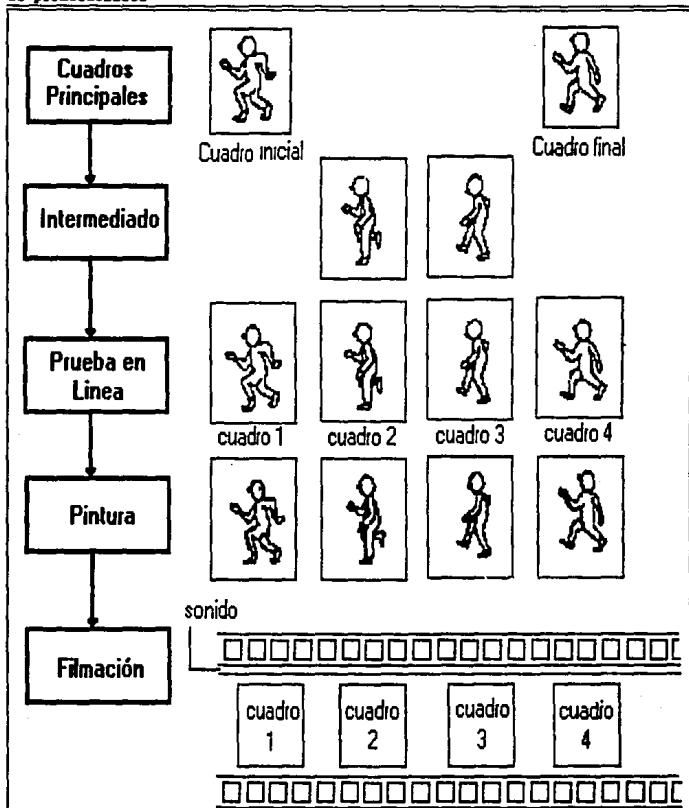 Cuadros
Principales
Cuadro inicial
Cuadro final
Intermediado
Prueba en
Linea
cuadro 1
cuadro 2
cuadro 3
cuadro 4
Pintura
sonido
Filmación
cuadro
1
cuadro
2
cuadro
3
cuadro
4